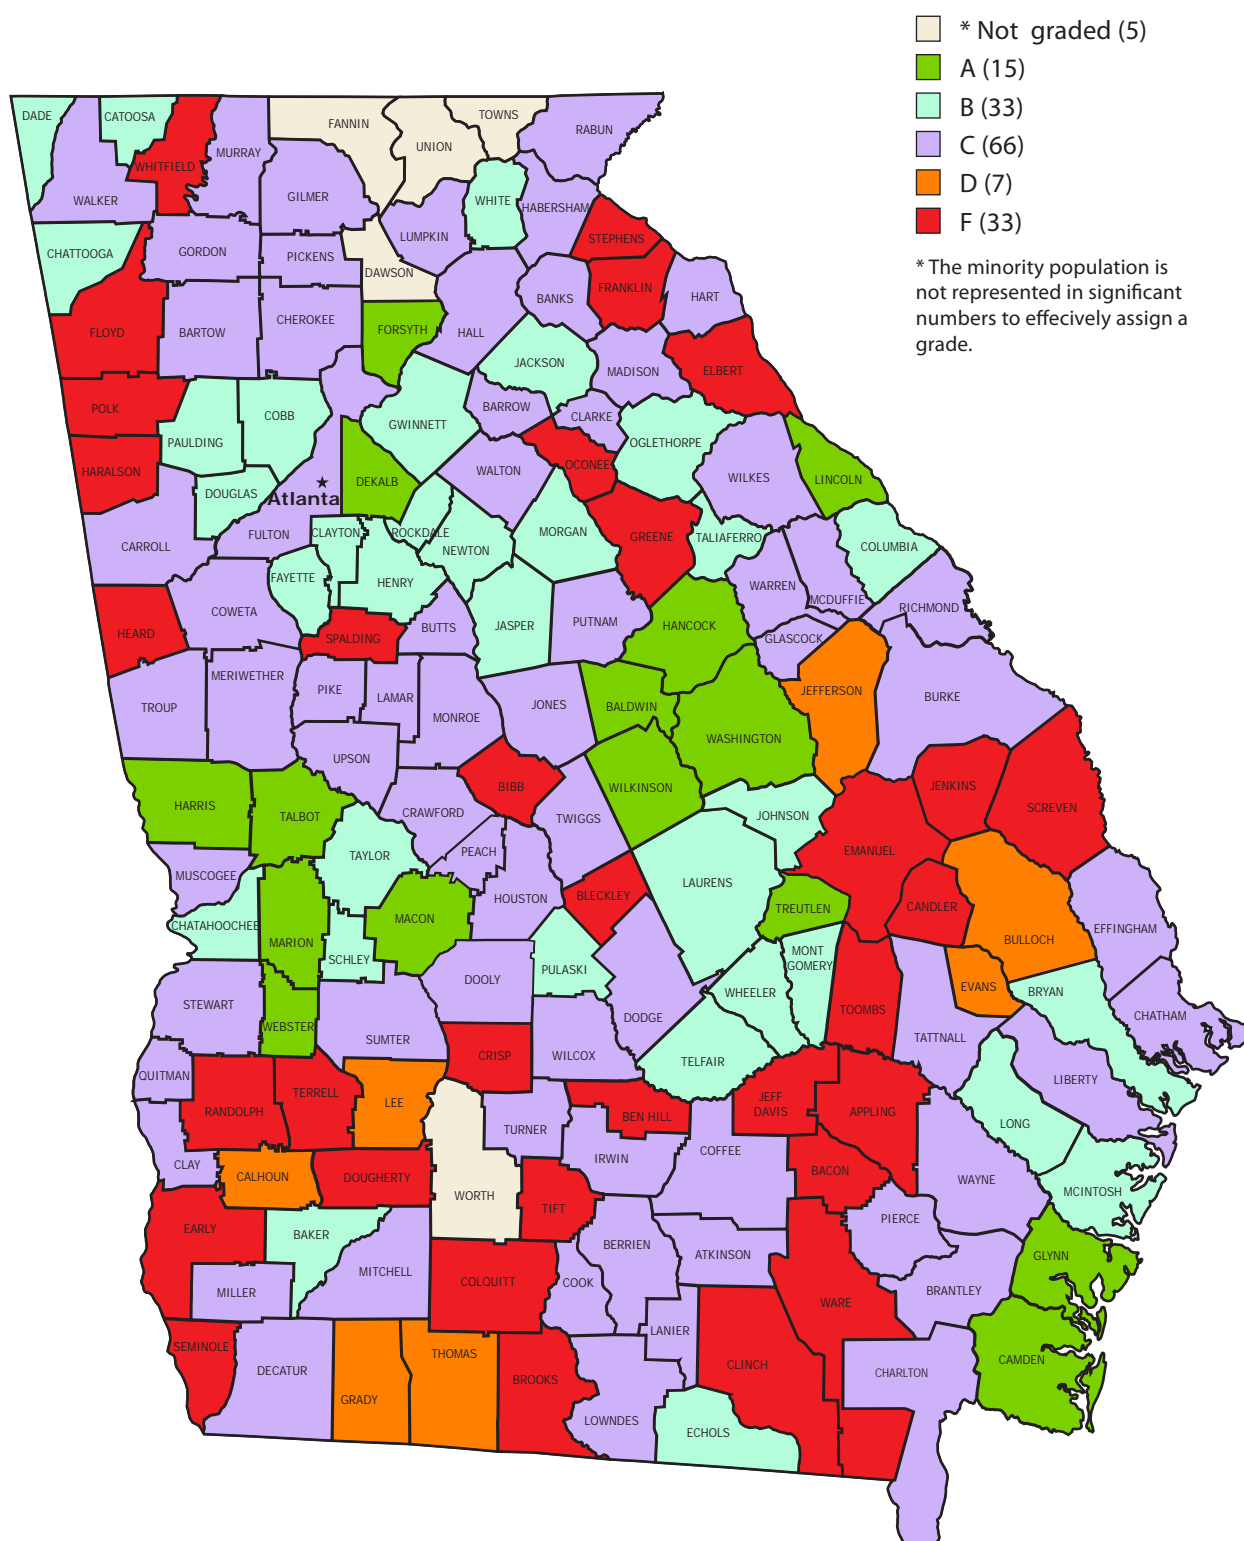 * Not graded (5)
A (15)
B (33)
C (66)
D (7)
F (33)
* The minority population is
not represented in significant
numbers to effecively assign a
grade.
DADE
CATOOSA
WHITFIELD
MURRAY
FANNIN
UNION
TOWNS
RABUN
WALKER
GILMER
WHITE
HABERSHAM
STEPHENS
LUMPKIN
CHATTOOGA
GORDON
PICKENS
DAWSON
BANKS
FRANKLIN
HART
FLOYD
BARTOW
CHEROKEE
FORSYTH
HALL
JACKSON
MADISON
ELBERT
POLK
PAULDING
COBB
GWINNETT
BARROW
CLARKE
OGLETHORPE
HARALSON
DOUGLAS
Atlanta
DEKALB
WALTON
OCONEE
WILKES
LINCOLN
CARROLL
FULTON
CLAYTON
ROCKDALE
NEWTON
MORGAN
GREENE
TALIAFERRO
COLUMBIA
FAYETTE
HENRY
WARREN
MCDUFFIE
RICHMOND
HEARD
COWETA
SPALDING
BUTTS
JASPER
PUTNAM
HANCOCK
GLASCOCK
TROUP
MERIWETHER
PIKE
LAMAR
MONROE
JONES
BALDWIN
WASHINGTON
JEFFERSON
BURKE
HARRIS
TALBOT
UPSON
CRAWFORD
BIBB
TWIGGS
WILKINSON
JOHNSON
JENKINS
SCREVEN
EMANUEL
MUSCOGEE
TAYLOR
PEACH
HOUSTON
BLECKLEY
LAURENS
TREUTLEN
CANDLER
BULLOCH
EFFINGHAM
CHATAHOOCHEE
MARION
SCHLEY
MACON
DOOLY
PULASKI
MONT
GOMERY
WHEELER
EVANS
BRYAN
STEWART
WEBSTER
SUMTER
DODGE
TOOMBS
TATTNALL
CHATHAM
QUITMAN
CRISP
WILCOX
TELFAIR
LIBERTY
RANDOLPH
TERRELL
LEE
TURNER
BEN HILL
JEFF
DAVIS
APPLING
LONG
CLAY
CALHOUN
DOUGHERTY
WORTH
IRWIN
COFFEE
BACON
WAYNE
MCINTOSH
EARLY
BAKER
TIFT
PIERCE
MILLER
MITCHELL
COLQUITT
COOK
BERRIEN
ATKINSON
WARE
BRANTLEY
GLYNN
SEMINOLE
DECATUR
GRADY
THOMAS
BROOKS
LOWNDES
LANIER
CLINCH
ECHOLS
CHARLTON
CAMDEN